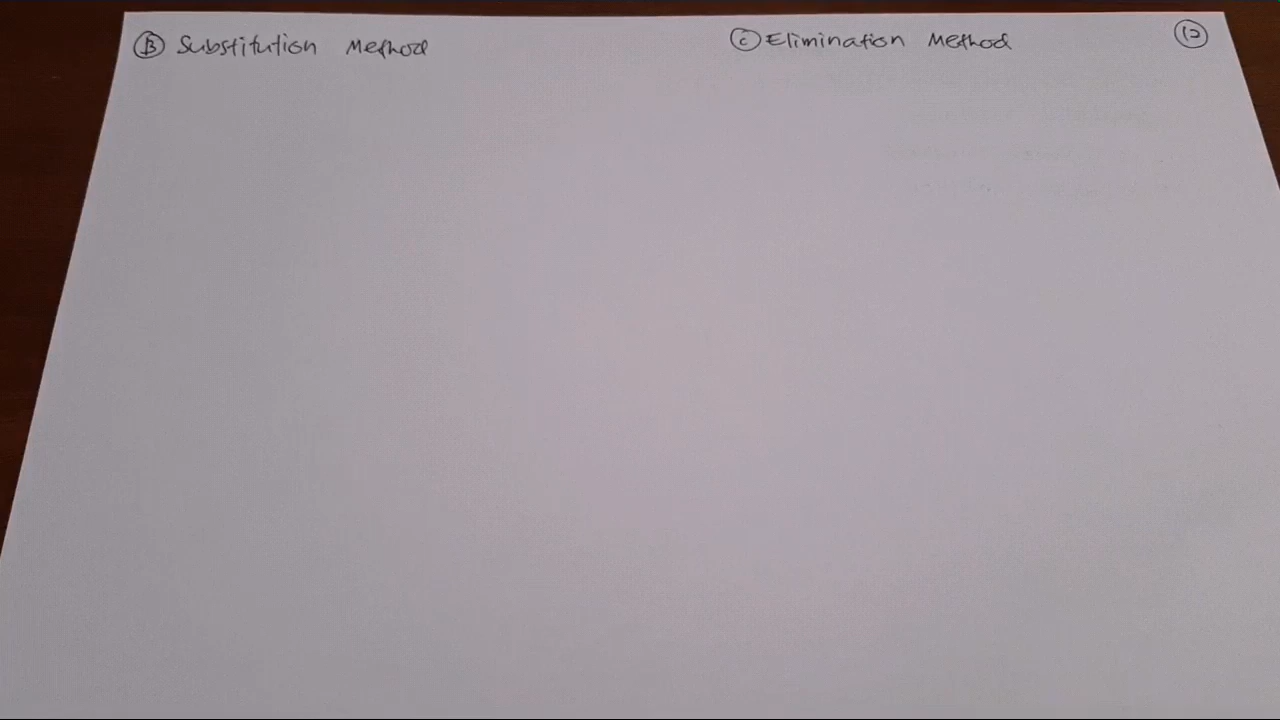 Ⓑ Substitution Method
Ⓒ Elimination Method
⑫